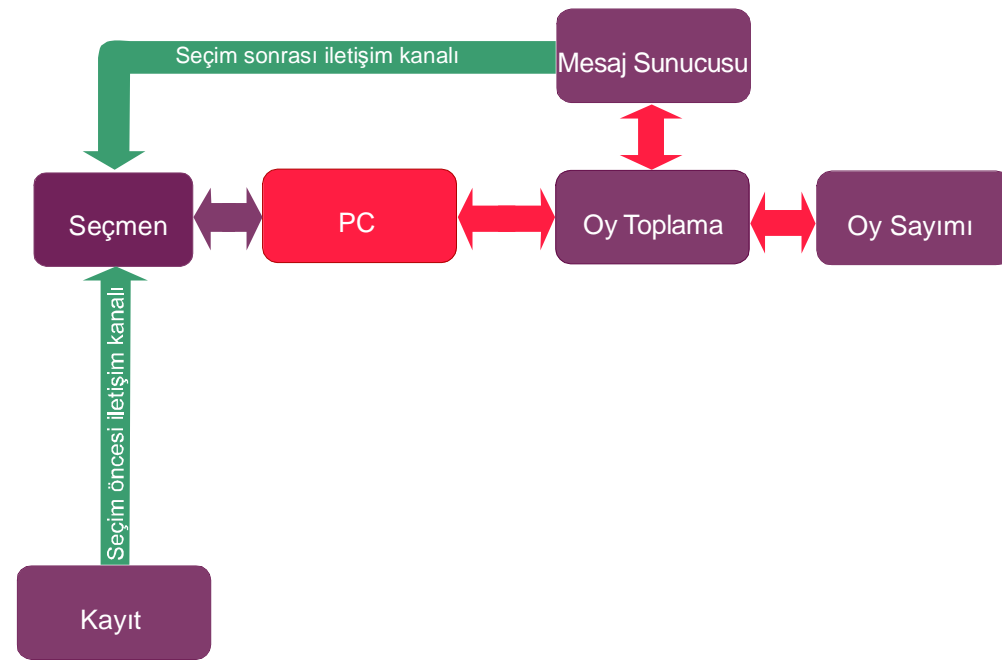 Seçim sonrası iletişim kanalı
Mesaj Sunucusu
Seçmen
PC
Oy Toplama
Oy Sayımı
Seçim öncesi iletişim kanalı
Kayıt